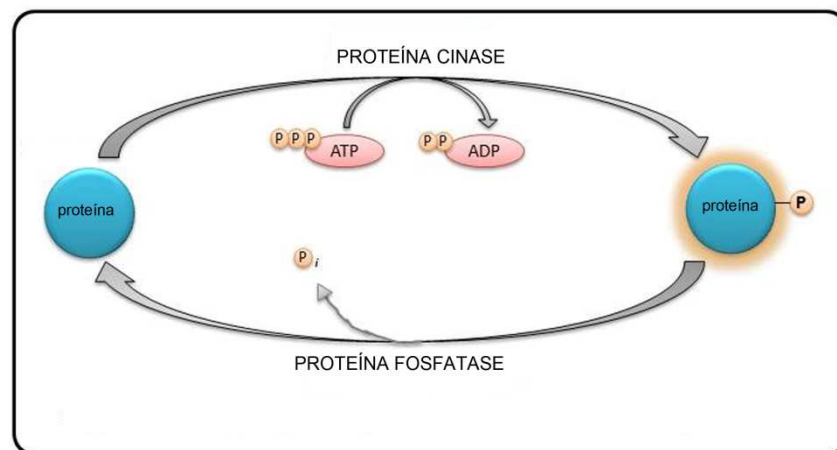 PROTEÍNA CINASE
P P P
ATP
P P
ADP
proteína
proteína
P
P i
PROTEÍNA FOSFATASE